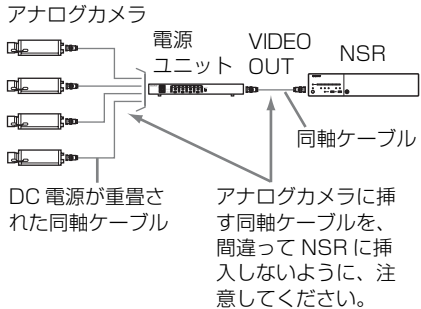 アナログカメラ
電源
ユニット
VIDEO
OUT
NSR
同軸ケーブル
DC 電源が重畳さ
れた同軸ケーブル
アナログカメラに挿
す同軸ケーブルを、
間違って NSR に挿
入しないように、注
意してください。